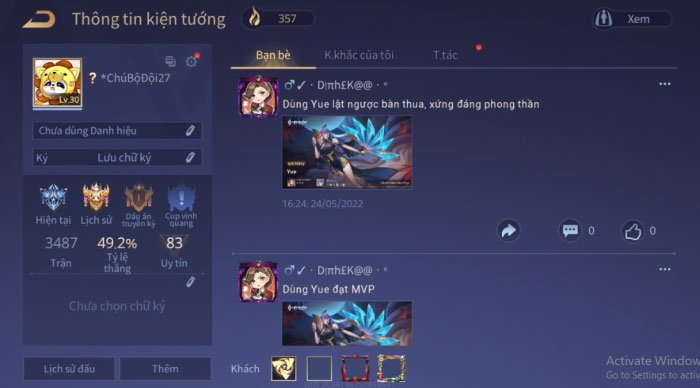 Thông tin kiện tướng
357
Xem
Bạn bè
K.khắc của tôi
T.tác
Lv.30
? *ChúBộĐội27
Chưa dùng Danh hiệu
Ký Lưu chữ ký
Hiện tại
Lịch sử
Dấu ấn truyền kỳ
Cup vinh quang
3487
49,2%
83
Trận
Tỷ lệ thắng
Uy tín
Chưa chọn chữ ký
Lịch sử đấu
Thêm
♂✓ · D₁πh£K@@ · °
Dùng Yue lật ngược bàn thua, xứng đáng phong thần
Yue
16:24: 24/05/2022
0
0
♂✓ · D₁πh£K@@ · °
Dùng Yue đạt MVP
Khách
Activate Window
Go to Settings to activ